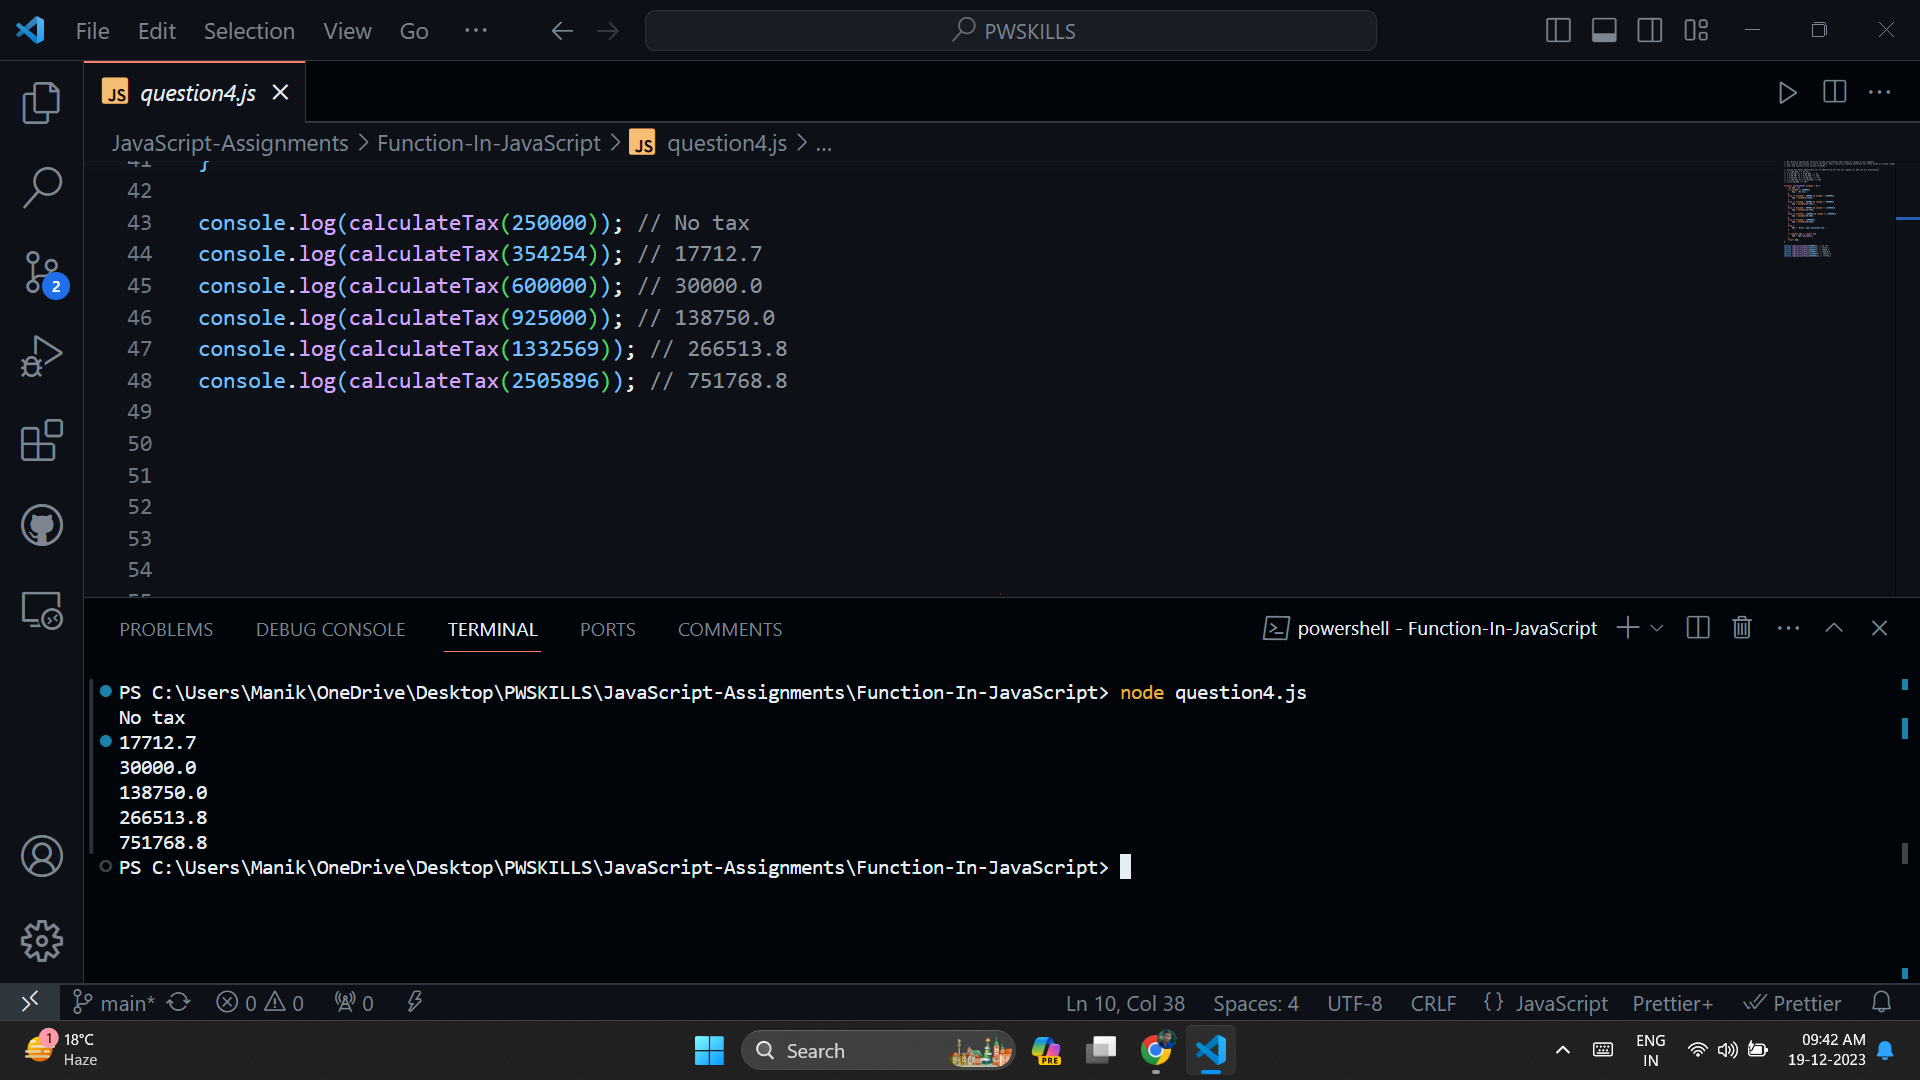 File Edit Selection View Go ··· PWSKILLS
JS question4.js
JavaScript-Assignments > Function-In-JavaScript > JS question4.js > ...
41 }
42
43 console.log(calculateTax(250000)); // No tax
44 console.log(calculateTax(354254)); // 17712.7
45 console.log(calculateTax(600000)); // 30000.0
46 console.log(calculateTax(925000)); // 138750.0
47 console.log(calculateTax(1332569)); // 266513.8
48 console.log(calculateTax(2505896)); // 751768.8
49
50
51
52
53
54
55
2
PROBLEMS DEBUG CONSOLE TERMINAL PORTS COMMENTS powershell - Function-In-JavaScript
PS C:\Users\Manik\OneDrive\Desktop\PWSKILLS\JavaScript-Assignments\Function-In-JavaScript> node question4.js
No tax
17712.7
30000.0
138750.0
266513.8
751768.8
PS C:\Users\Manik\OneDrive\Desktop\PWSKILLS\JavaScript-Assignments\Function-In-JavaScript>
main* 0 0 0 Ln 10, Col 38 Spaces: 4 UTF-8 CRLF {} JavaScript Prettier+ Prettier
1 18°C
Haze
Search
PRE
ENG
IN
09:42 AM
19-12-2023